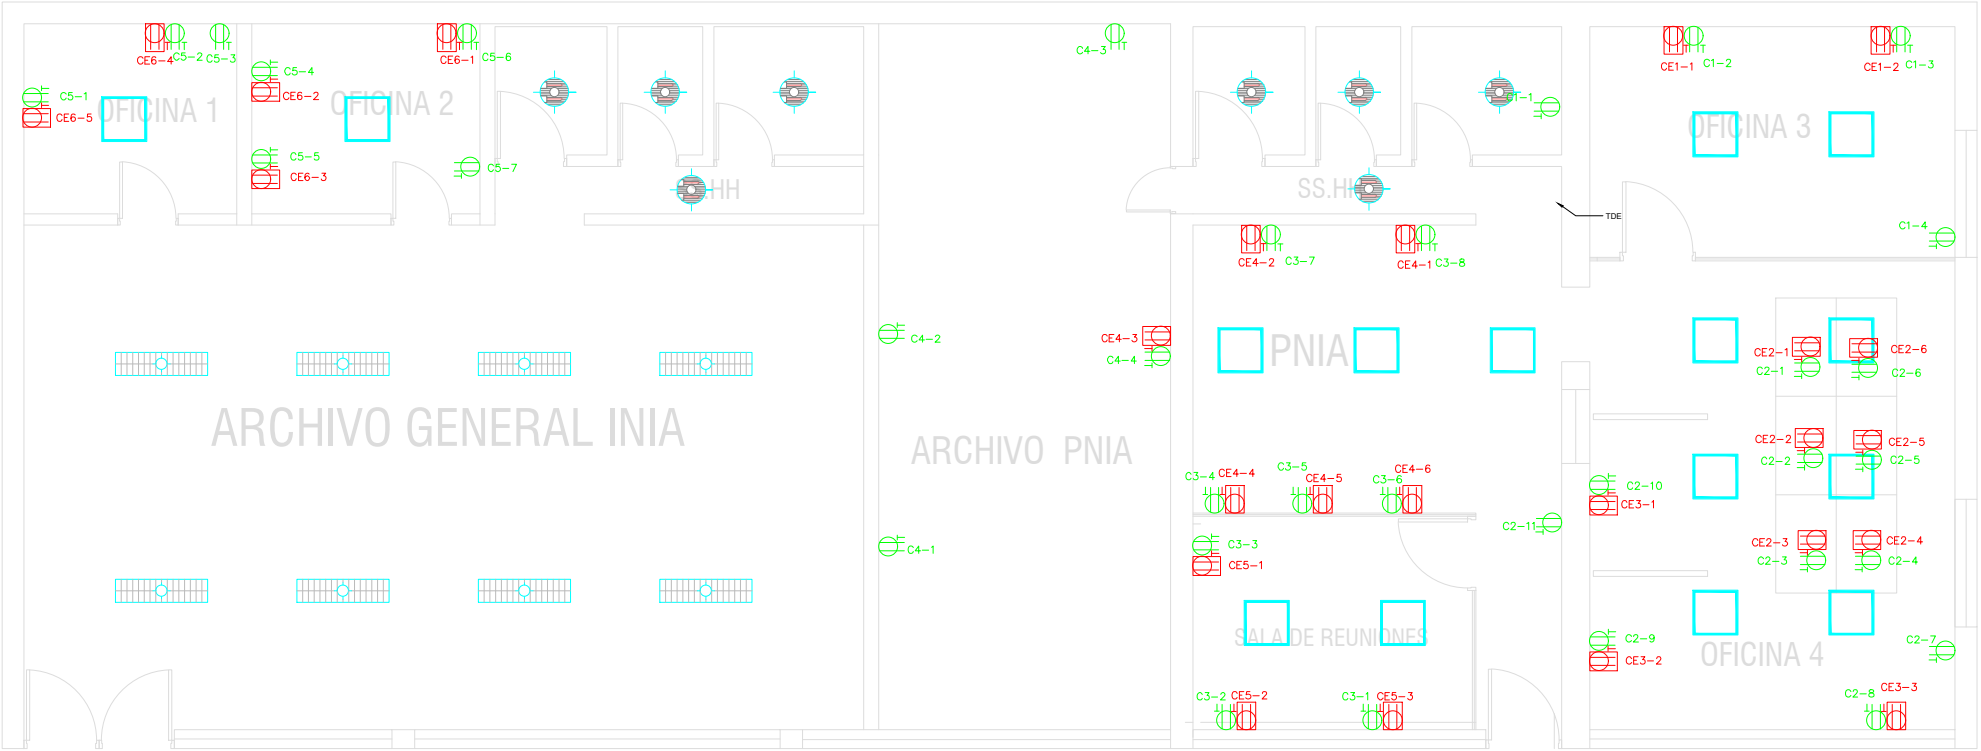 C4-3
CE6-4
C5-2
C5-3
CE6-1
C5-6
CE1-1
C1-2
CE1-2
C1-3
C5-4
C5-1
CE6-2
CE6-5
OFICINA 1
OFICINA 2
C1-1
OFICINA 3
C5-5
C5-7
CE6-3
HH
SS.H
TDE
C1-4
CE4-2
C3-7
CE4-1
C3-8
C4-2
CE4-3
C4-4
PNIA
CE2-1
C2-1
CE2-6
C2-6
ARCHIVO GENERAL INIA
ARCHIVO PNIA
CE2-2
C2-2
CE2-5
C2-5
C3-4
CE4-4
C3-5
CE4-5
C3-6
CE4-6
C2-10
CE3-1
C2-11
C4-1
C3-3
CE5-1
CE2-3
C2-3
CE2-4
C2-4
SALA DE REUNIONES
C2-9
CE3-2
OFICINA 4
C2-7
C3-2
CE5-2
C3-1
CE5-3
C2-8
CE3-3